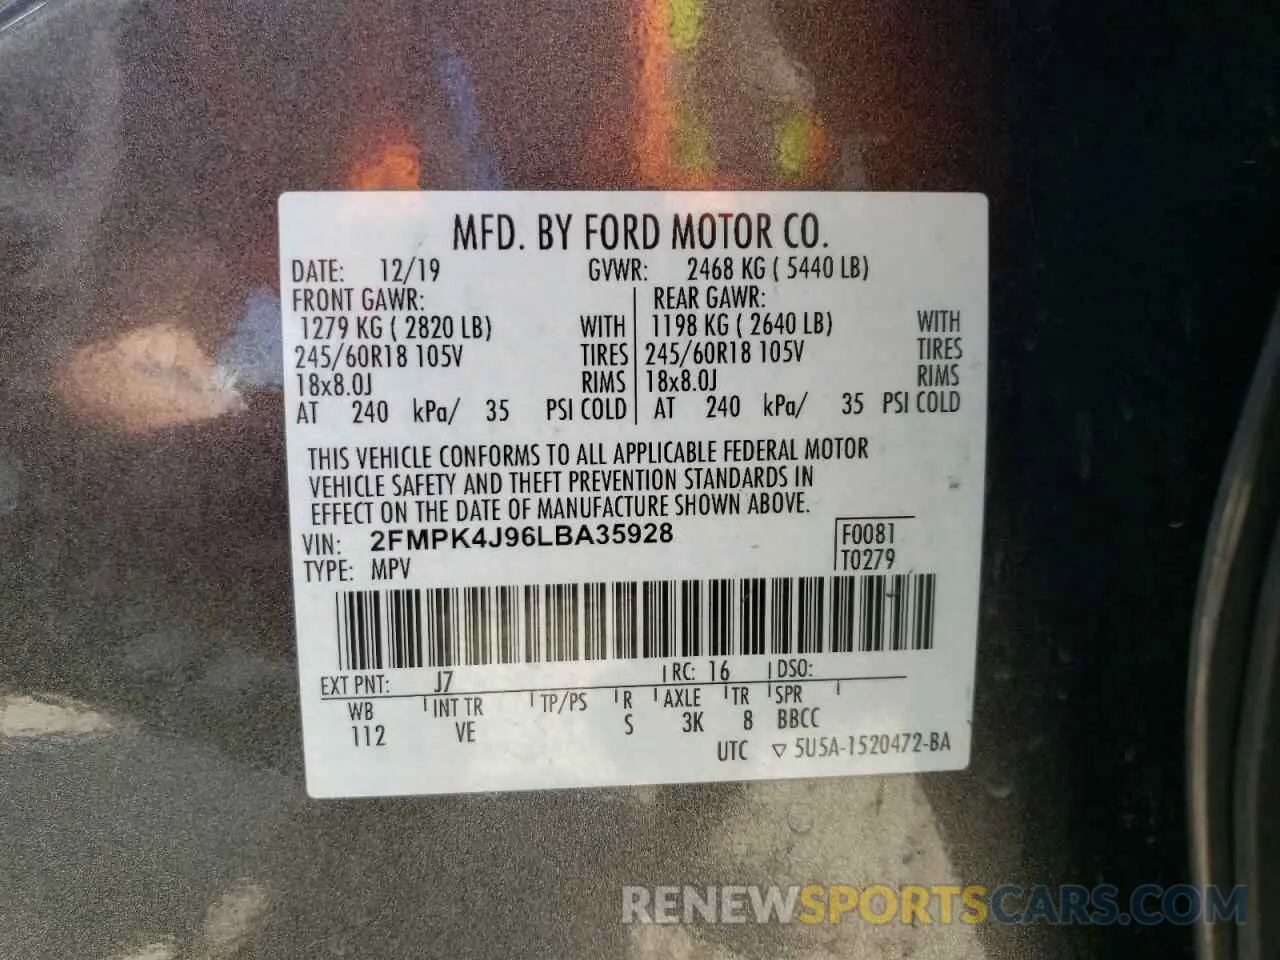 MFD. BY FORD MOTOR CO.
DATE: 12/19 GVWR: 2468 KG ( 5440 LB)
FRONT GAWR: REAR GAWR:
1279 KG ( 2820 LB) WITH 1198 KG ( 2640 LB) WITH
245/60R18 105V TIRES 245/60R18 105V TIRES
18x8.0J RIMS 18x8.0J RIMS
AT 240 kPa/ 35 PSI COLD AT 240 kPa/ 35 PSI COLD
THIS VEHICLE CONFORMS TO ALL APPLICABLE FEDERAL MOTOR
VEHICLE SAFETY AND THEFT PREVENTION STANDARDS IN
EFFECT ON THE DATE OF MANUFACTURE SHOWN ABOVE.
VIN: 2FMPK4J96LBA35928 F0081
TYPE: MPV T0279
EXT PNT: J7 RC: 16 DSO:
WB INT TR TP/PS R AXLE TR SPR
112 VE S 3K 8 BBCC
UTC ▽ 5U5A-1520472-BA
RENEWSPORTSCARS.COM